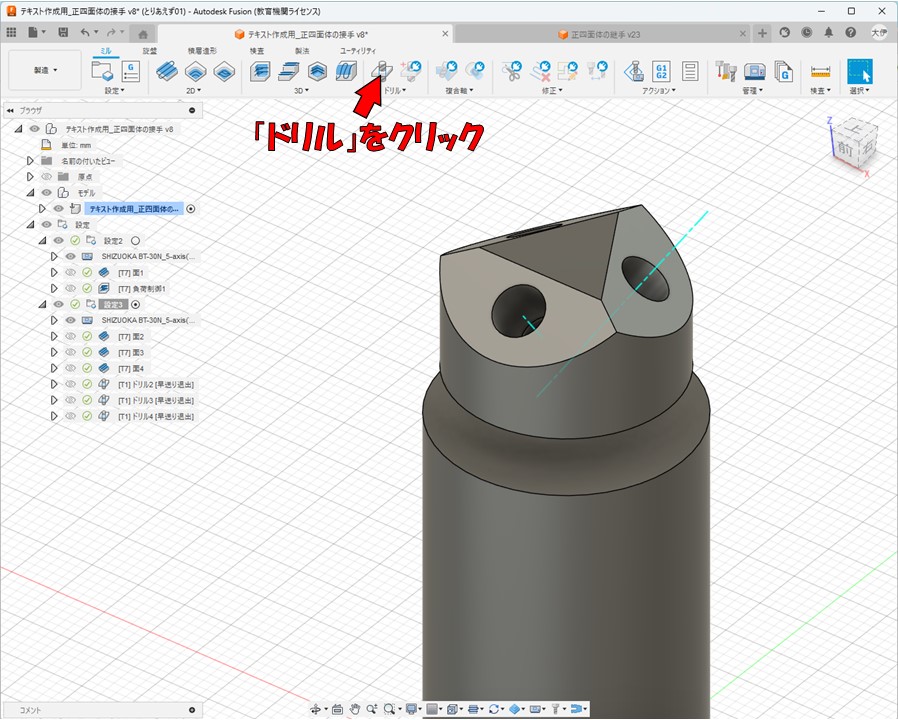 テキスト作成用_正四面体の接手 v8* (とりあえず01) - Autodesk Fusion (教育機関ライセンス)
テキスト作成用_正四面体の接手 v8*
正四面体の継手 v23
大伊
製造
ミル
旋盤
積層造形
検査
製法
ユーティリティ
設定
2D
3D
ドリル
複合軸
修正
G1
G2
アクション
管理
検査
選択
「ドリル」をクリック
ブラウザ
テキスト作成用_正四面体の接手 v8
単位: mm
名前の付いたビュー
原点
モデル
テキスト作成用_正四面体の...
設定
設定2
SHIZUOKA BT-30N_5-axis(...
[T7] 面1
[T7] 負荷制御1
設定3
SHIZUOKA BT-30N_5-axis(...
[T7] 面2
[T7] 面3
[T7] 面4
[T1] ドリル2 [早送り退出]
[T1] ドリル3 [早送り退出]
[T1] ドリル4 [早送り退出]
Z
上
前
右
X
コメント